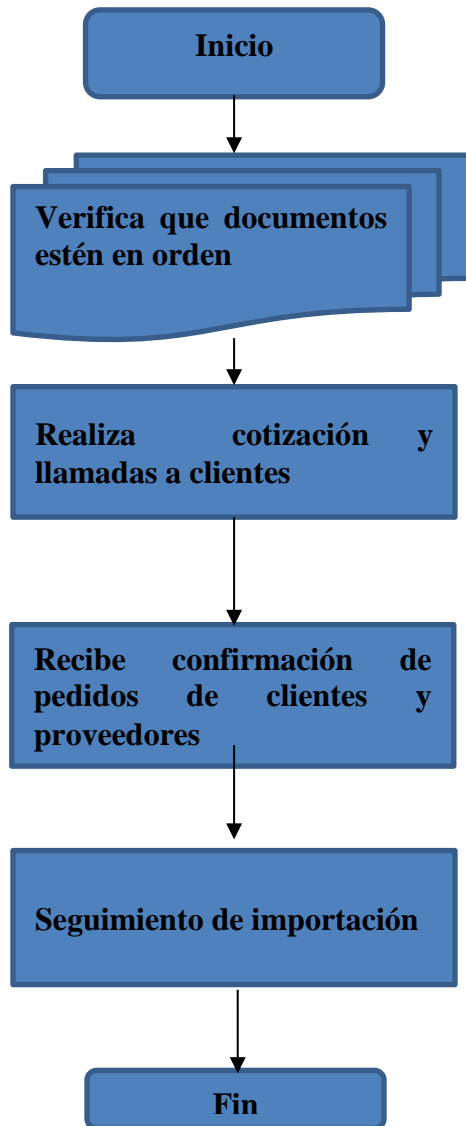 Inicio
Verifica que documentos
estén en orden
Realiza cotización y
llamadas a clientes
Recibe confirmación de
pedidos de clientes y
proveedores
Seguimiento de importación
Fin